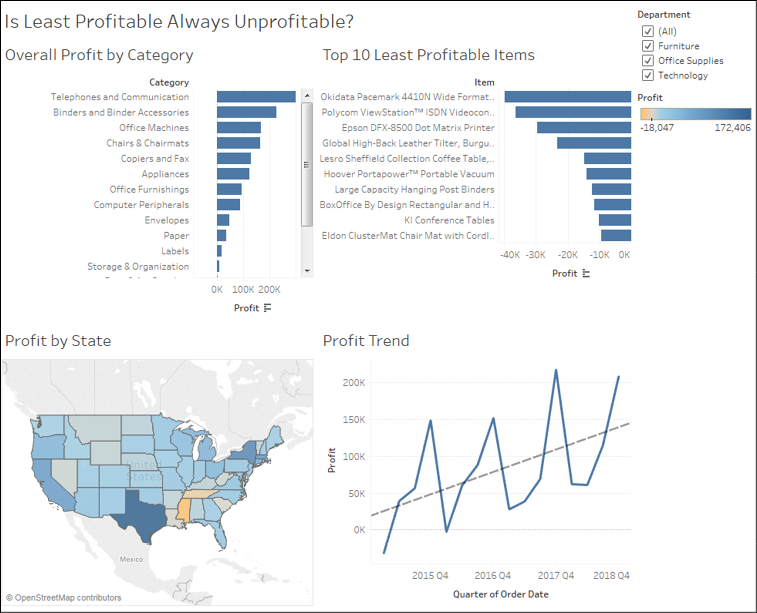 Is Least Profitable Always Unprofitable?
Overall Profit by Category
Category
Telephones and Communication
Binders and Binder Accessories
Office Machines
Chairs & Chairmats
Copiers and Fax
Appliances
Office Furnishings
Computer Peripherals
Envelopes
Paper
Labels
Storage & Organization
0K 100K 200K
Profit
Top 10 Least Profitable Items
Item
Okidata Pacemark 4410N Wide Format..
Polycom ViewStation™ ISDN Videocon..
Epson DFX-8500 Dot Matrix Printer
Global High-Back Leather Tilter, Burgu..
Lesro Sheffield Collection Coffee Table,..
Hoover Portapower™ Portable Vacuum
Large Capacity Hanging Post Binders
BoxOffice By Design Rectangular and H..
KI Conference Tables
Eldon ClusterMat Chair Mat with Cordl..
-40K -30K -20K -10K 0K
Profit
Department
(All)
Furniture
Office Supplies
Technology
Profit
-18,047 172,406
Profit by State
United
States
Mexico
© OpenStreetMap contributors
Profit Trend
200K
150K
100K
50K
0K
Profit
2015 Q4 2016 Q4 2017 Q4 2018 Q4
Quarter of Order Date